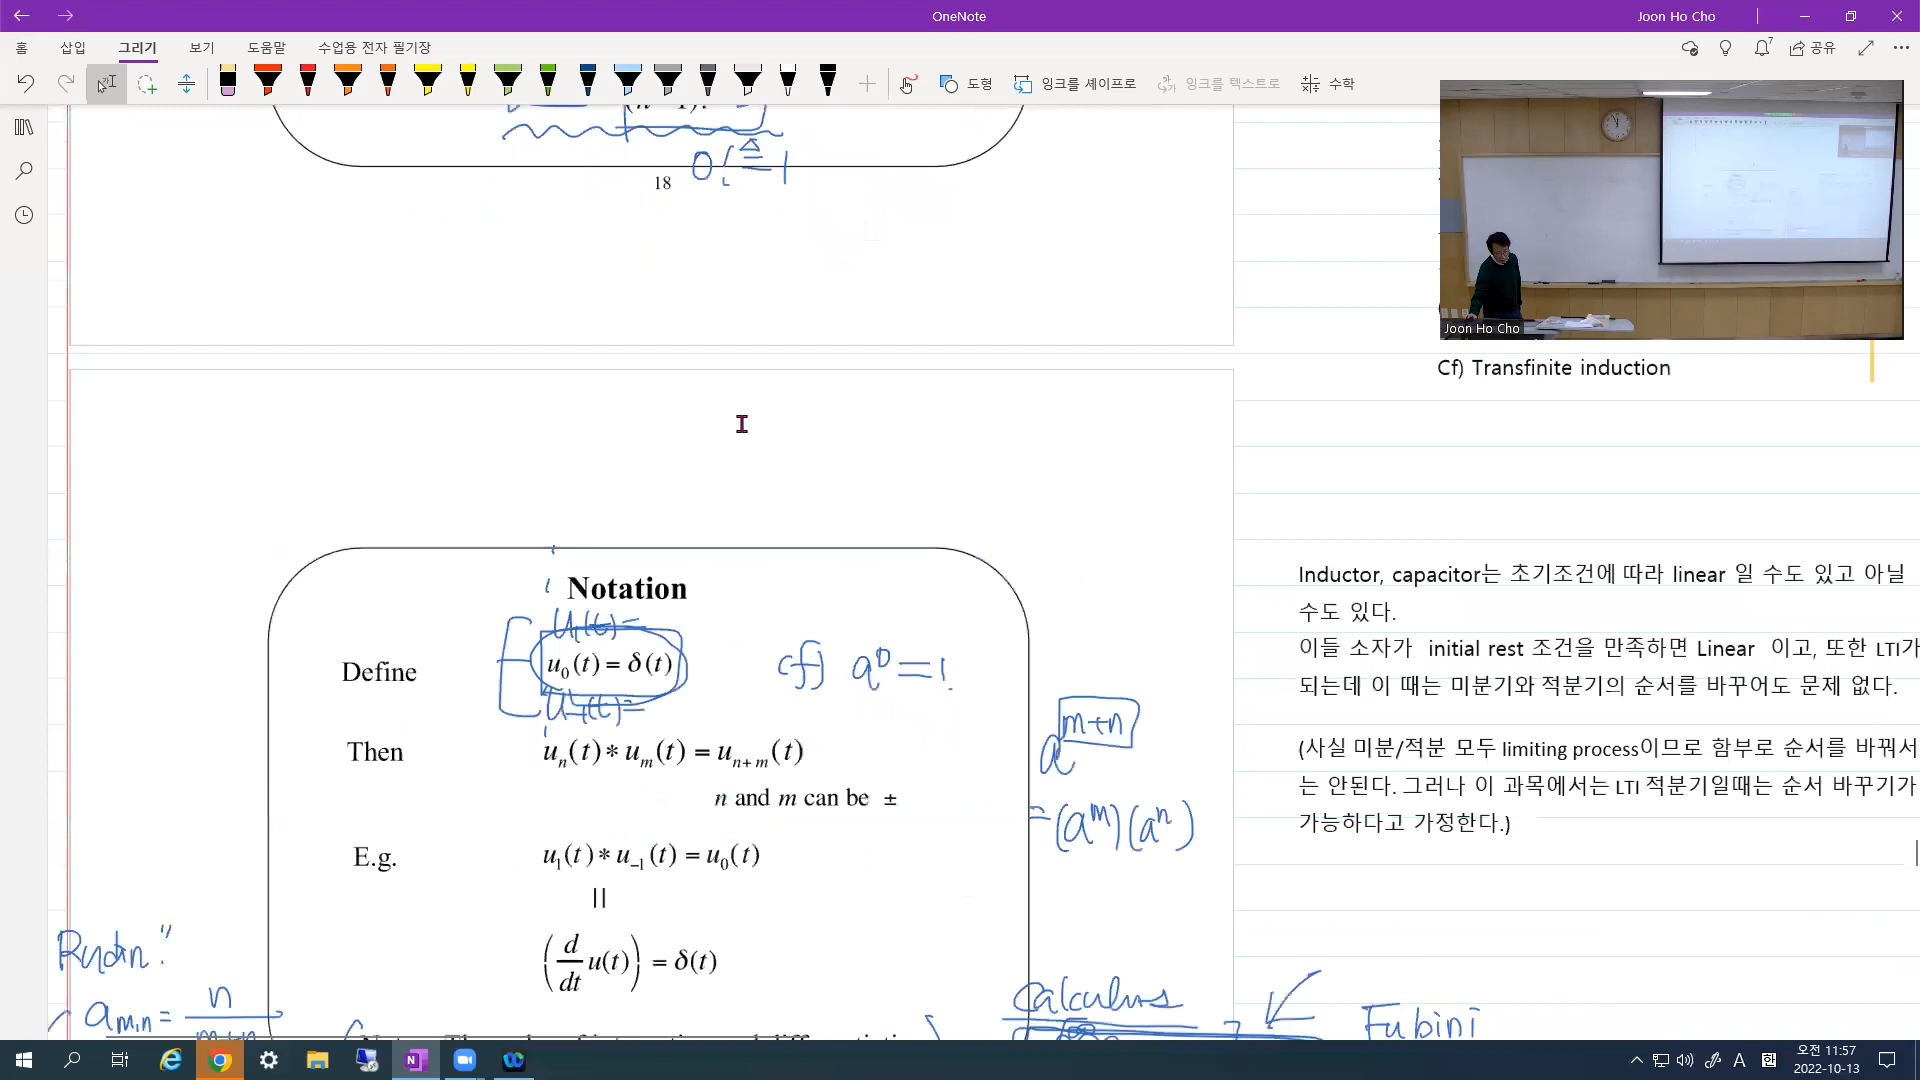 OneNote
Joon Ho Cho
홈 삽입 그리기 보기 도움말 수업용 전자 필기장
공유
도형 잉크를 셰이프로 잉크를 텍스트로 수학
0! ≜ 1
18
Joon Ho Cho
Cf) Transfinite induction
Notation
u₁(t)=
Define u₀(t) = δ(t) cf) a⁰ = 1.
u₋₁(t)=
Then uₙ(t) * uₘ(t) = uₙ₊ₘ(t)
n and m can be ±
a^{m+n}
= (a^m)(a^n)
E.g. u₁(t) * u₋₁(t) = u₀(t)
||
(d/dt u(t)) = δ(t)
Inductor, capacitor는 초기조건에 따라 linear 일 수도 있고 아닐
수도 있다.
이들 소자가 initial rest 조건을 만족하면 Linear 이고, 또한 LTI가
되는데 이 때는 미분기와 적분기의 순서를 바꾸어도 문제 없다.
(사실 미분/적분 모두 limiting process이므로 함부로 순서를 바꿔서
는 안된다. 그러나 이 과목에서는 LTI 적분기일때는 순서 바꾸기가
가능하다고 가정한다.)
Rudin."
a_{m,n} = n/(m+n)
Calculus
Fubini
오전 11:57
2022-10-13
A 한